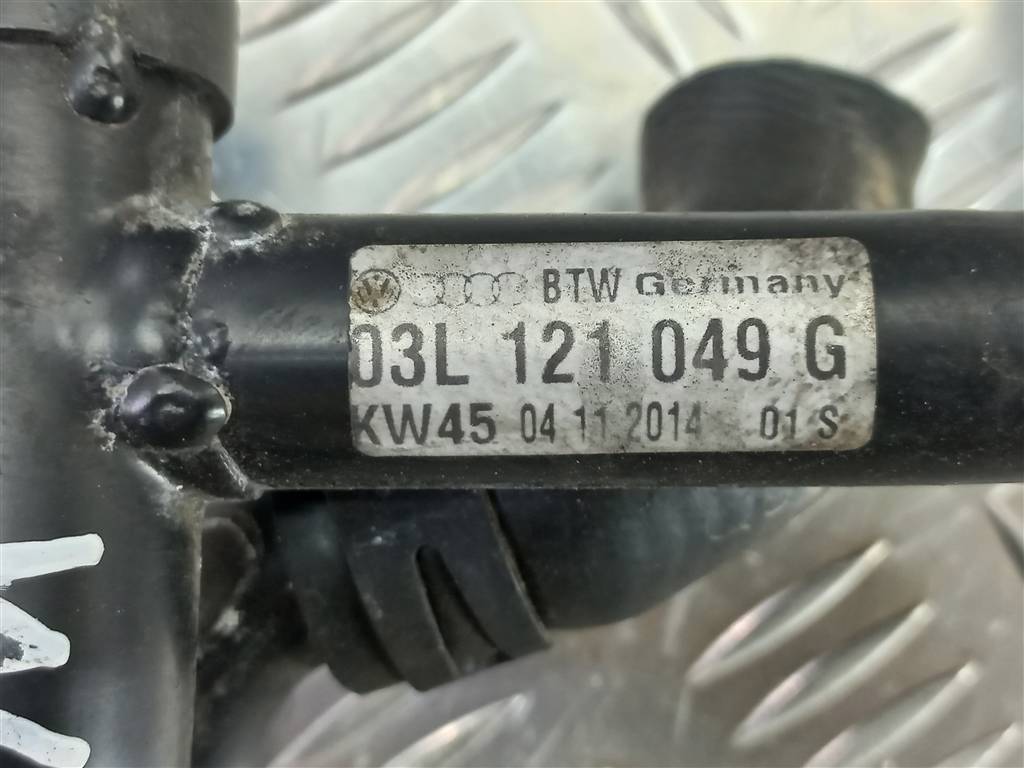 BTW Germany
03L 121 049 G
KW45 04 11 2014 01 S